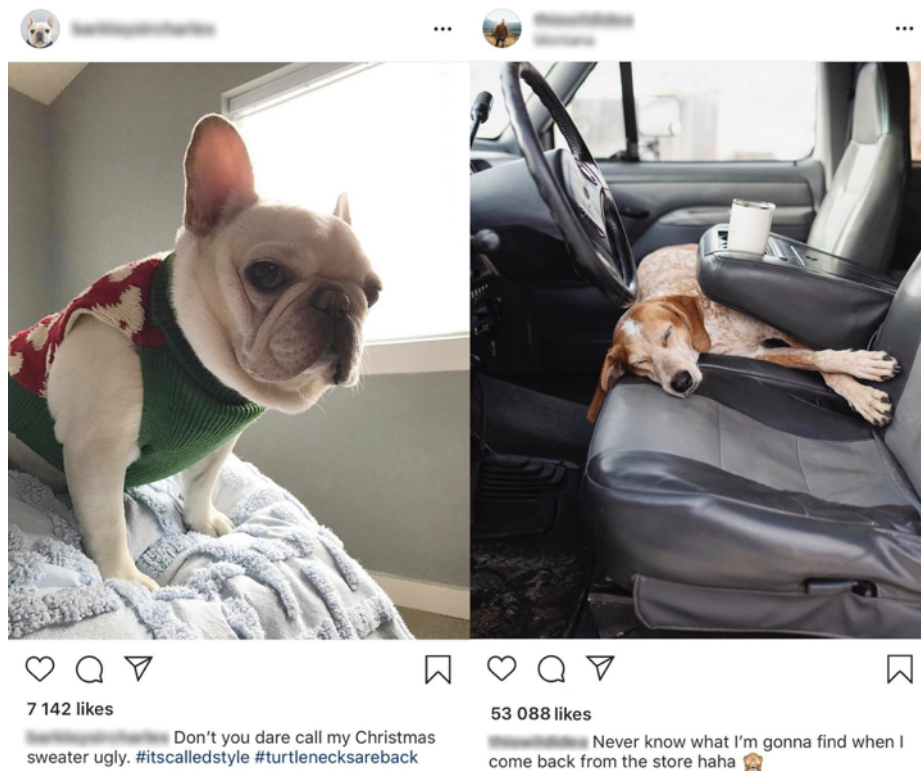 7 142 likes
Don't you dare call my Christmas
sweater ugly. #itscalledstyle #turtlenecksareback
53 088 likes
Never know what I'm gonna find when I
come back from the store haha 🙈